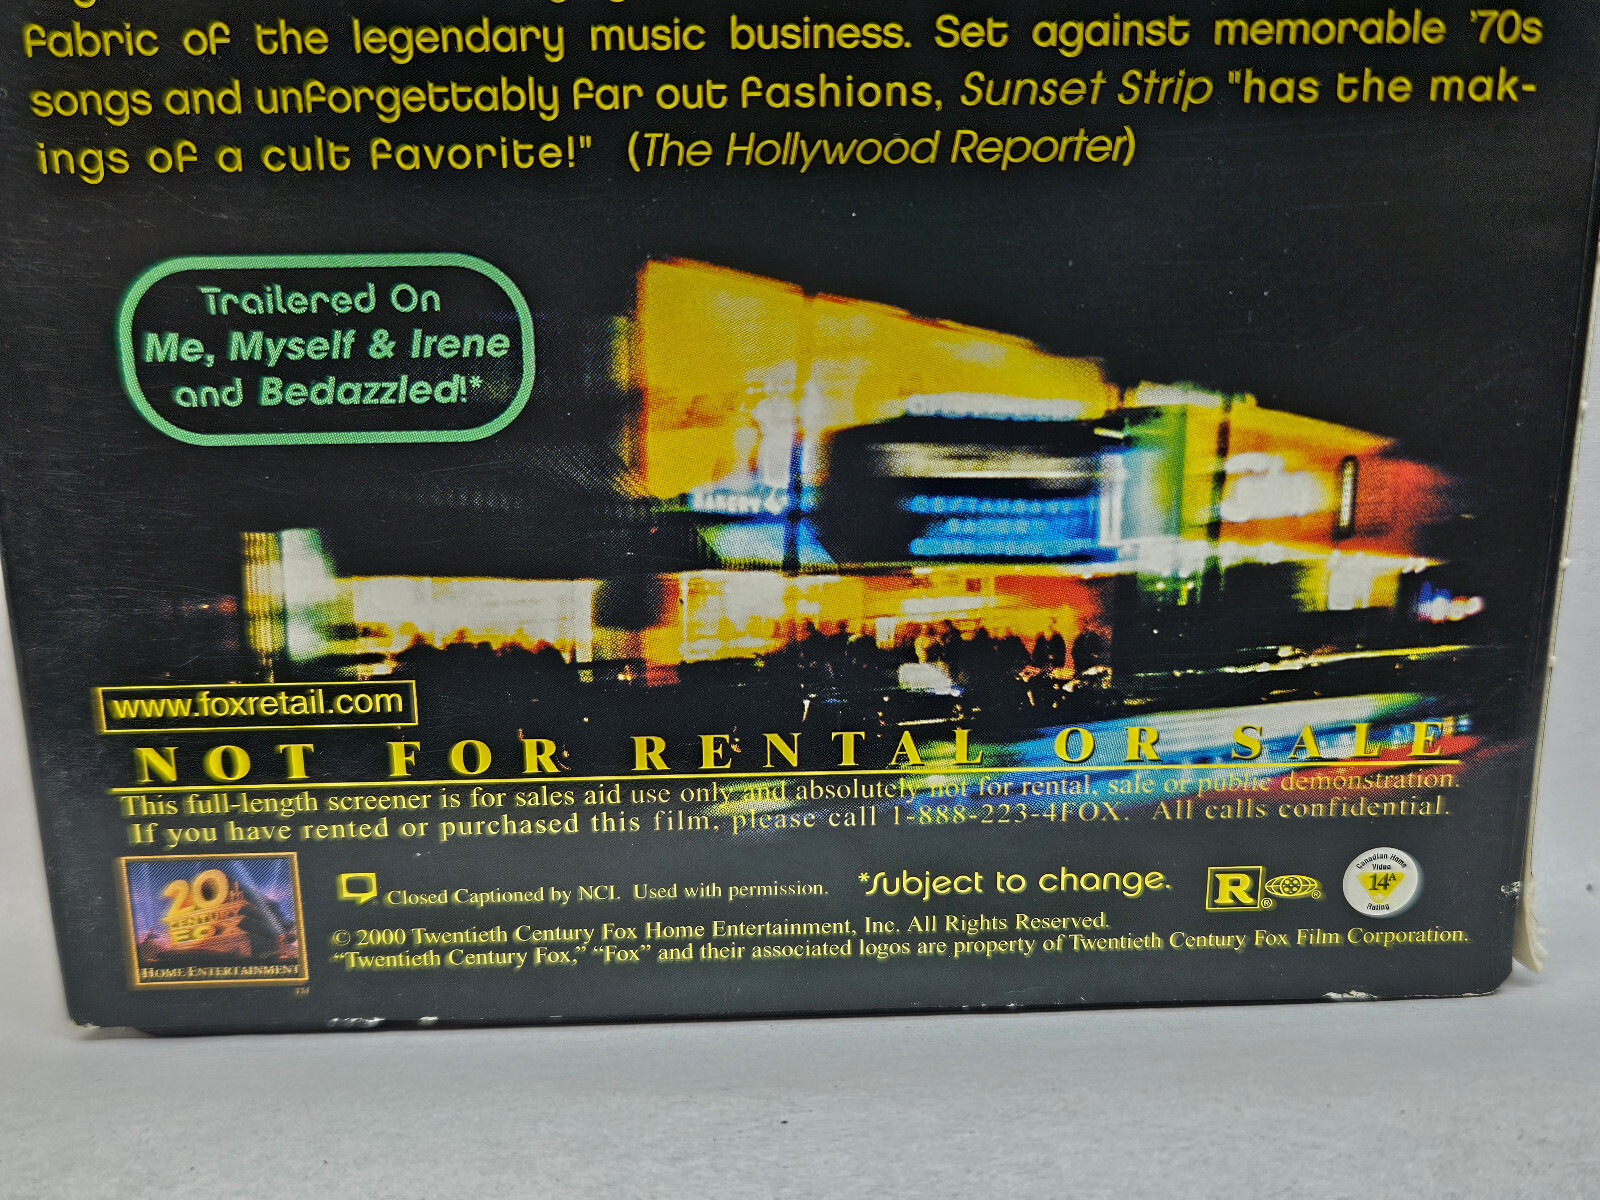 fabric of the legendary music business. Set against memorable '70s
songs and unforgettably far out fashions, Sunset Strip "has the mak-
ings of a cult favorite!" (The Hollywood Reporter)
Trailered On
Me, Myself & Irene
and Bedazzled!*
BAKERY
www.foxretail.com
NOT FOR RENTAL OR SALE
This full-length screener is for sales aid use only and absolutely not for rental, sale or public demonstration.
If you have rented or purchased this film, please call 1-888-223-4FOX. All calls confidential.
20th
CENTURY
FOX
HOME ENTERTAINMENT
TM
Closed Captioned by NCI. Used with permission.
*Subject to change.
R
®
®
Canadian Home
Video
14A
Rating
© 2000 Twentieth Century Fox Home Entertainment, Inc. All Rights Reserved.
"Twentieth Century Fox," "Fox" and their associated logos are property of Twentieth Century Fox Film Corporation.